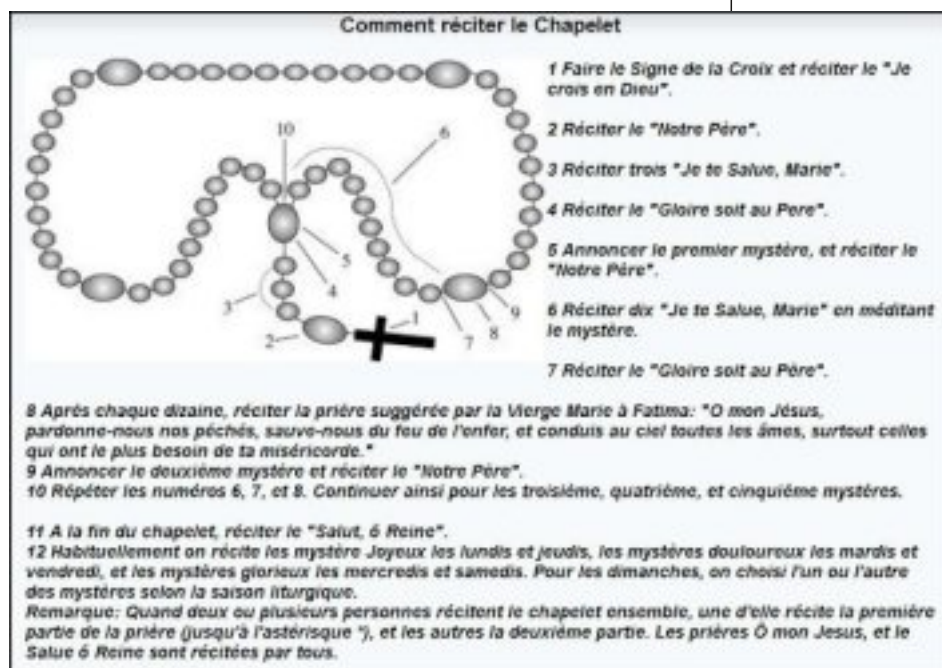 Comment réciter le Chapelet
1 Faire le Signe de la Croix et réciter le "Je
crois en Dieu".
2 Réciter le "Notre Père".
3 Réciter trois "Je te Salue, Marie".
4 Réciter le "Gloire soit au Pere".
5 Annoncer le premier mystère, et réciter le
"Notre Père".
6 Réciter dix "Je te Salue, Marie" en méditant
le mystère.
7 Réciter le "Gloire soit au Père".
10
6
5
4
3
2
1
7
8
9
8 Après chaque dizaine, réciter la prière suggérée par la Vierge Marie à Fatima: "O mon Jésus,
pardonne-nous nos péchés, sauve-nous du feu de l'enfer, et conduis au ciel toutes les âmes, surtout celles
qui ont le plus besoin de ta miséricorde."
9 Annoncer le deuxième mystère et réciter le "Notre Père".
10 Répéter les numéros 6, 7, et 8. Continuer ainsi pour les troisième, quatrième, et cinquième mystères.
11 A la fin du chapelet, réciter le "Salut, ô Reine".
12 Habituellement on récite les mystère Joyeux les lundis et jeudis, les mystères douloureux les mardis et
vendredi, et les mystères glorieux les mercredis et samedis. Pour les dimanches, on choisi l'un ou l'autre
des mystères selon la saison liturgique.
Remarque: Quand deux ou plusieurs personnes récitent le chapelet ensemble, une d'elle récite la première
partie de la prière (jusqu'à l'astérisque *), et les autres la deuxième partie. Les prières Ô mon Jesus, et le
Salue ô Reine sont récitées par tous.